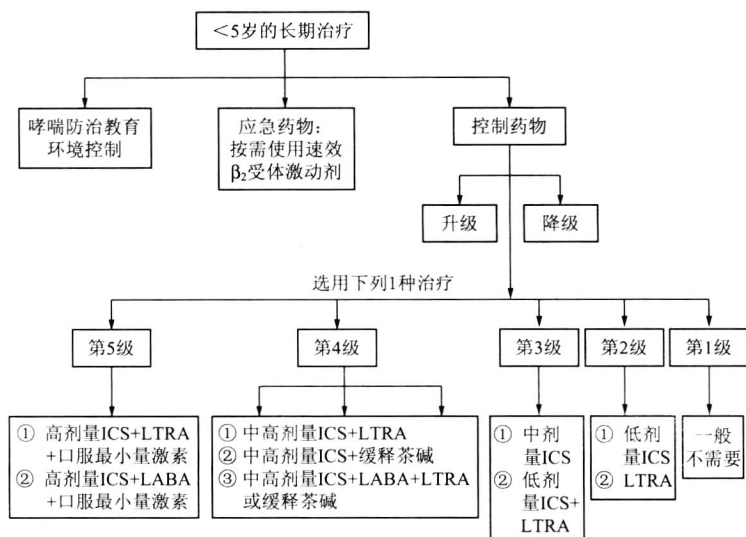 ＜5岁的长期治疗
哮喘防治教育
环境控制
应急药物：
按需使用速效
β₂受体激动剂
控制药物
升级
降级
选用下列1种治疗
第5级
第4级
第3级
第2级
第1级
① 高剂量ICS+LTRA
+口服最小量激素
② 高剂量ICS+LABA
+口服最小量激素
① 中高剂量ICS+LTRA
② 中高剂量ICS+缓释茶碱
③ 中高剂量ICS+LABA+LTRA
或缓释茶碱
① 中剂
量ICS
② 低剂
量ICS+
LTRA
① 低剂
量ICS
② LTRA
一般
不需要